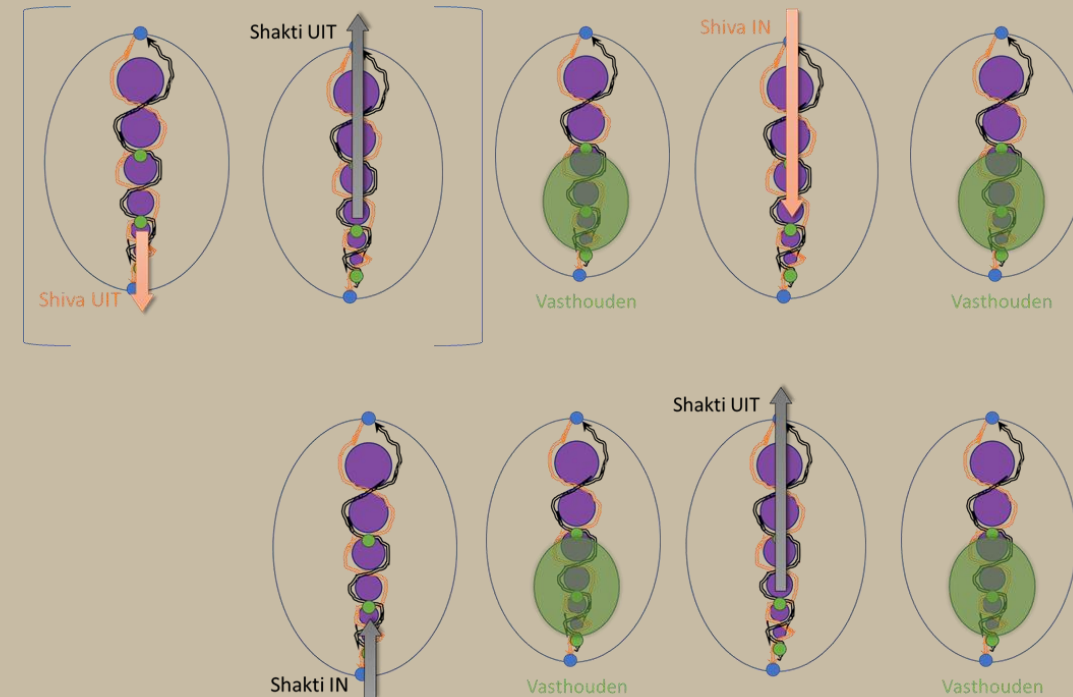 Shakti UIT
Shiva IN
Shiva UIT
Vasthouden
Vasthouden
Shakti UIT
Shakti IN
Vasthouden
Vasthouden